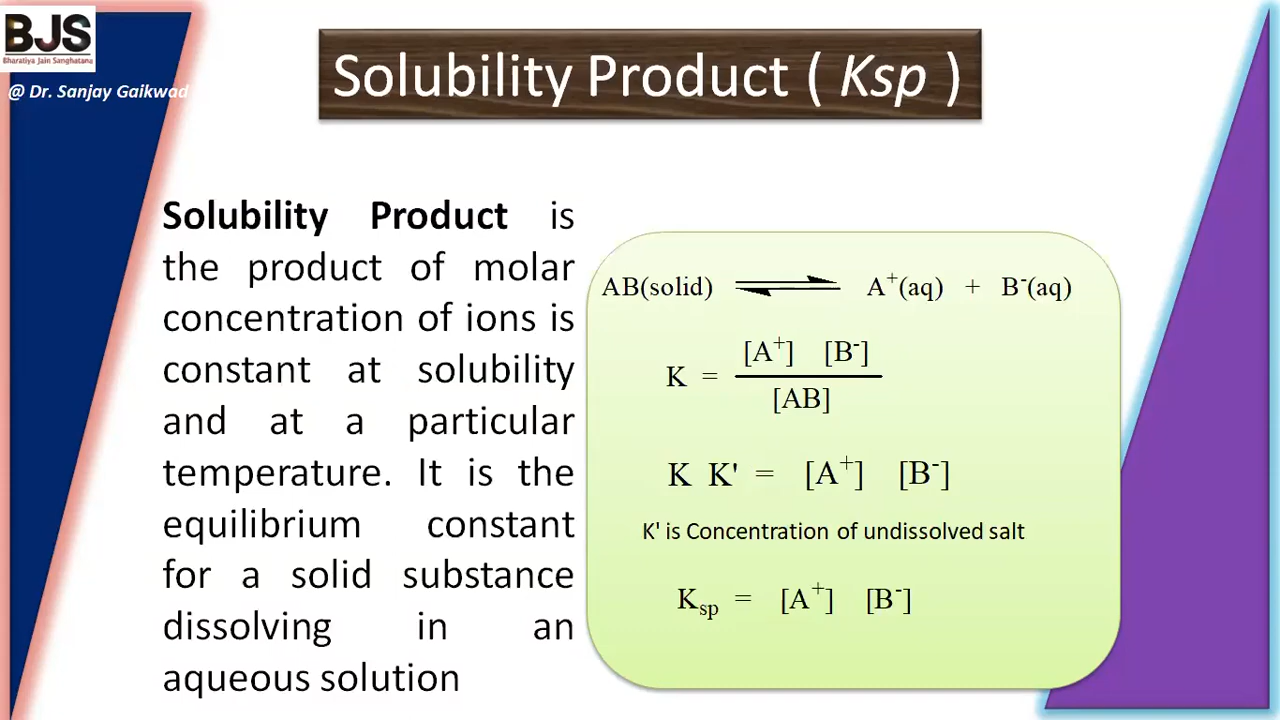 BJS
Bharatiya Jain Sanghatana
@ Dr. Sanjay Gaikwad
Solubility Product ( Ksp )
Solubility Product is
the product of molar
concentration of ions is
constant at solubility
and at a particular
temperature. It is the
equilibrium constant
for a solid substance
dissolving in an
aqueous solution
AB(solid) ⇌ A⁺(aq) + B⁻(aq)
K = [A⁺] [B⁻]
[AB]
K K' = [A⁺] [B⁻]
K' is Concentration of undissolved salt
Ksp = [A⁺] [B⁻]